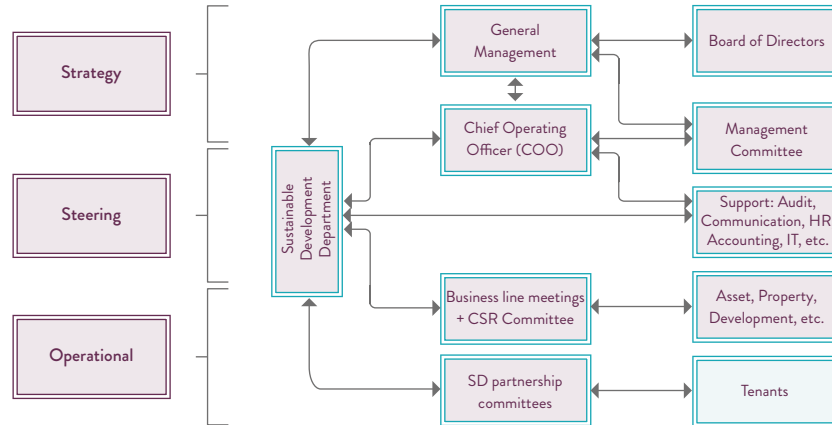 Strategy
Steering
Operational
Sustainable
Development
Department
General
Management
Chief Operating
Officer (COO)
Business line meetings
+ CSR Committee
SD partnership
committees
Board of Directors
Management
Committee
Support: Audit,
Communication, HR
Accounting, IT, etc.
Asset, Property,
Development, etc.
Tenants